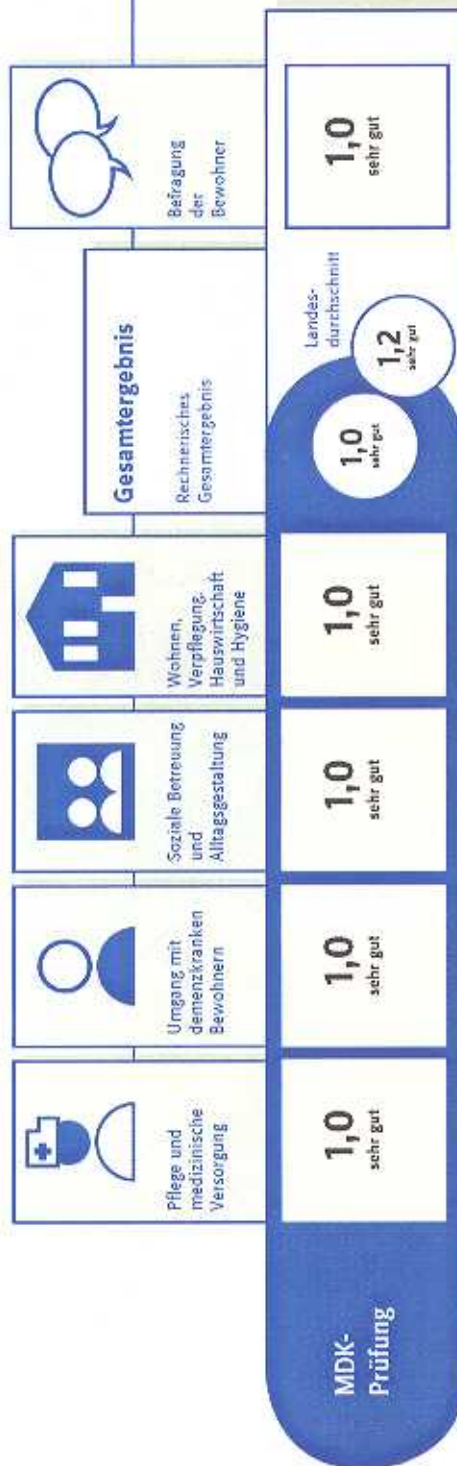 Pflege und
medizinische
Versorgung
Umgang mit
demenzkranken
Bewohnern
Soziale Betreuung
und
Alltagsgestaltung
Wohnen,
Verpflegung,
Hauswirtschaft
und Hygiene
Gesamtergebnis
Rechnerisches
Gesamtergebnis
Befragung
der
Bewohner
MDK-
Prüfung
1,0
sehr gut
1,0
sehr gut
1,0
sehr gut
1,0
sehr gut
1,0
sehr gut
Landes-
durchschnitt
1,2
sehr gut
1,0
sehr gut